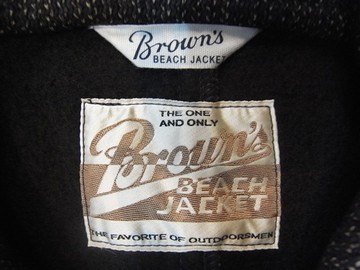 Brown's
BEACH JACKET
THE ONE
AND ONLY
Brown's
BEACH
JACKET
THE FAVORITE OF OUTDOORSMEN